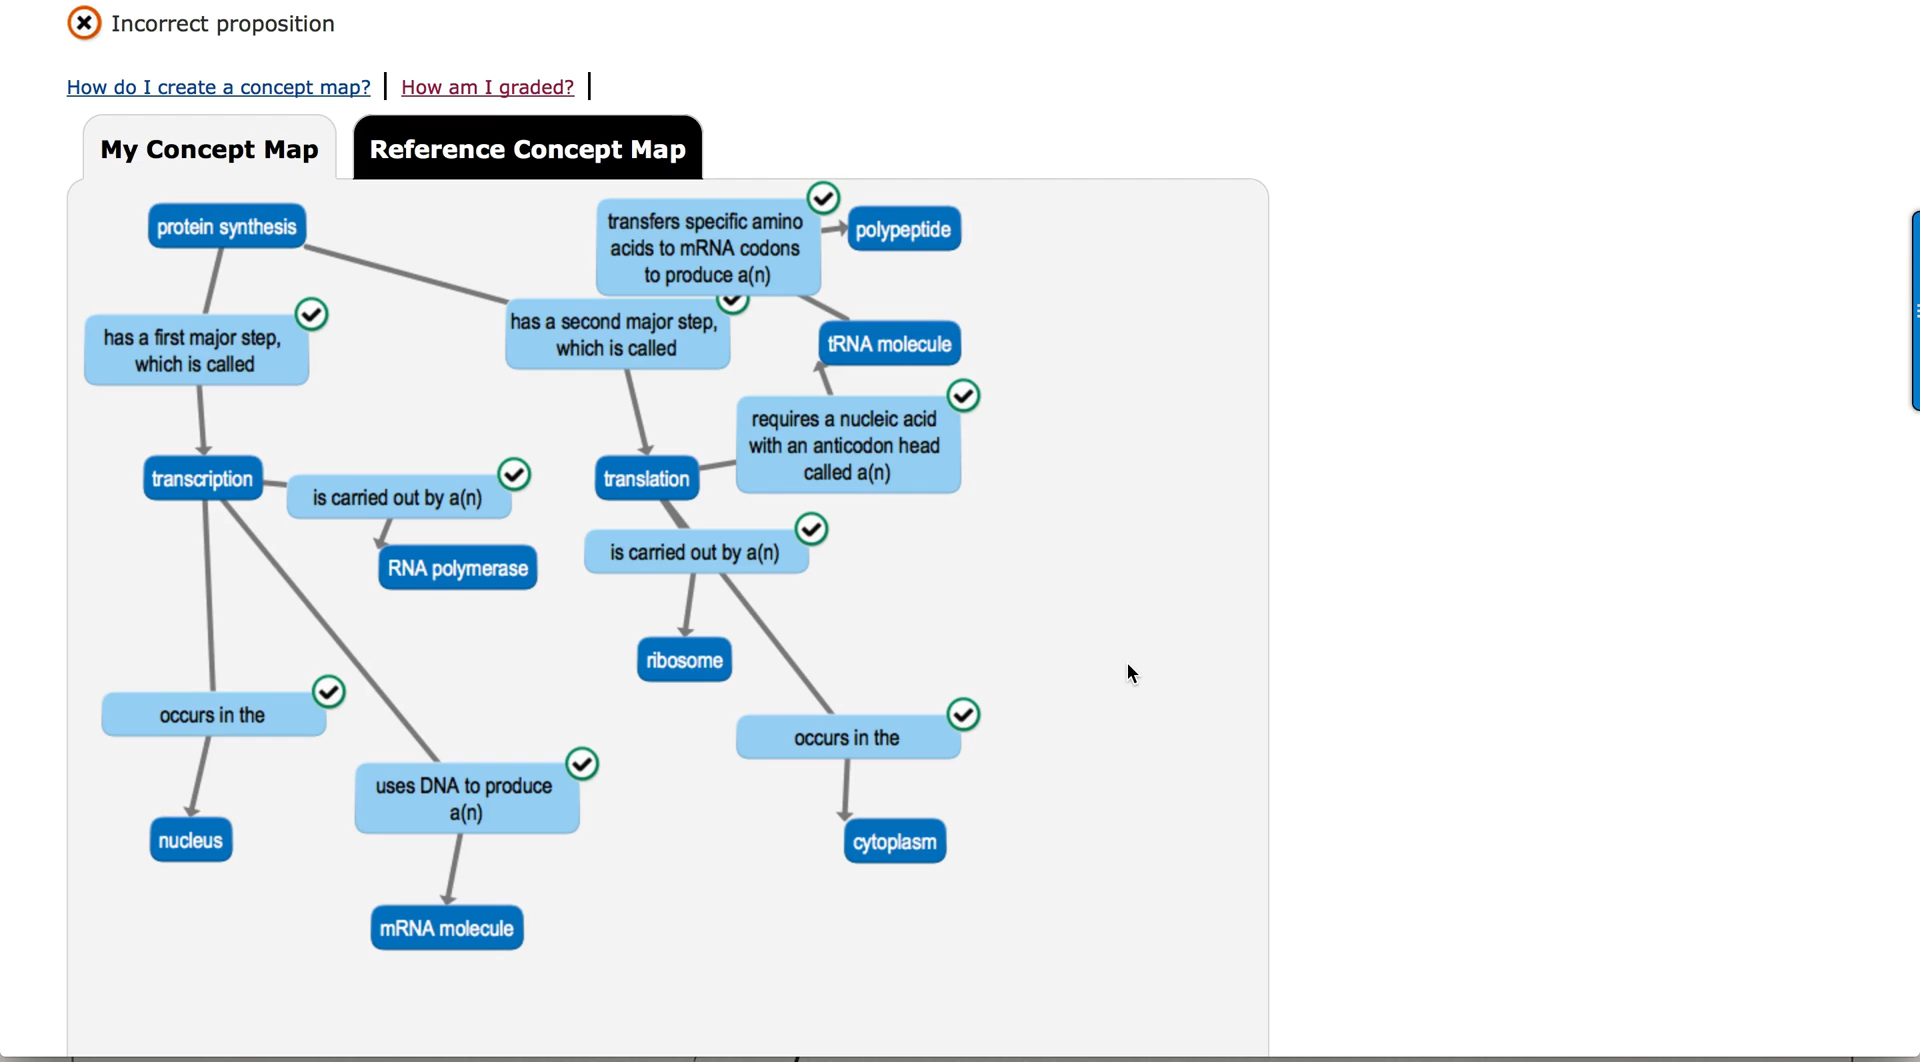 Incorrect proposition
How do I create a concept map?
How am I graded?
My Concept Map
Reference Concept Map
protein synthesis
transfers specific amino
acids to mRNA codons
to produce a(n)
polypeptide
has a first major step,
which is called
has a second major step,
which is called
tRNA molecule
requires a nucleic acid
with an anticodon head
called a(n)
transcription
is carried out by a(n)
translation
is carried out by a(n)
RNA polymerase
ribosome
occurs in the
occurs in the
uses DNA to produce
a(n)
nucleus
cytoplasm
mRNA molecule